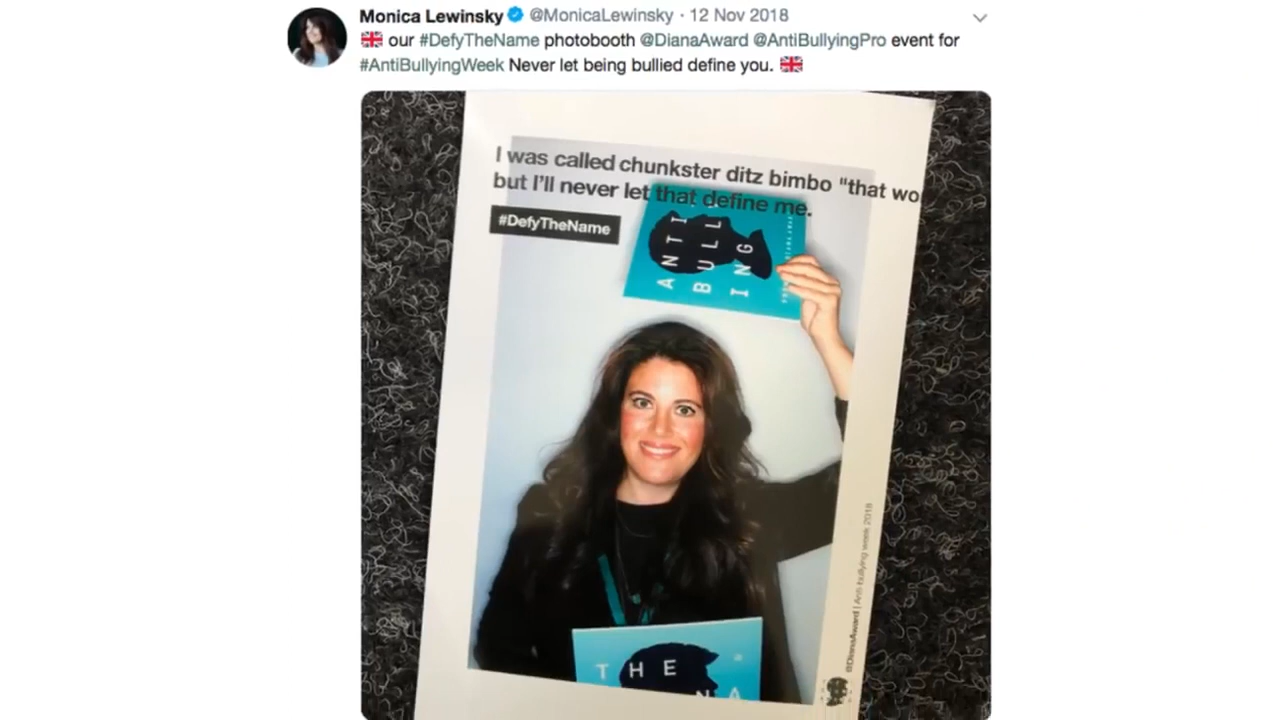 Monica Lewinsky @MonicaLewinsky · 12 Nov 2018
our #DefyTheName photobooth @DianaAward @AntiBullyingPro event for
#AntiBullyingWeek Never let being bullied define you.
I was called chunkster ditz bimbo "that wo
but I'll never let that define me.
#DefyTheName
ANTI
BULL
ING
THE
@DianaAward | Anti bullying week 2018